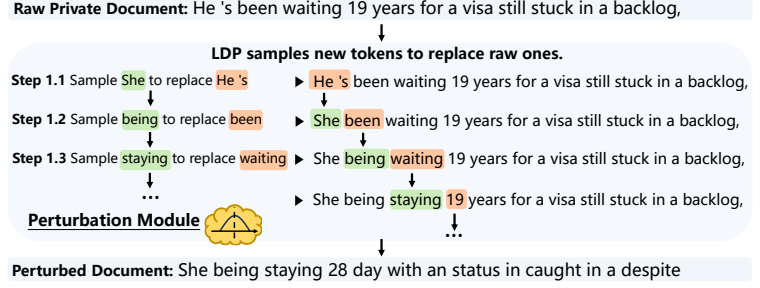 Raw Private Document: He 's been waiting 19 years for a visa still stuck in a backlog,
LDP samples new tokens to replace raw ones.
Step 1.1 Sample She to replace He 's
He 's been waiting 19 years for a visa still stuck in a backlog,
Step 1.2 Sample being to replace been
She been waiting 19 years for a visa still stuck in a backlog,
Step 1.3 Sample staying to replace waiting
She being waiting 19 years for a visa still stuck in a backlog,
...
She being staying 19 years for a visa still stuck in a backlog,
...
Perturbation Module
Perturbed Document: She being staying 28 day with an status in caught in a despite